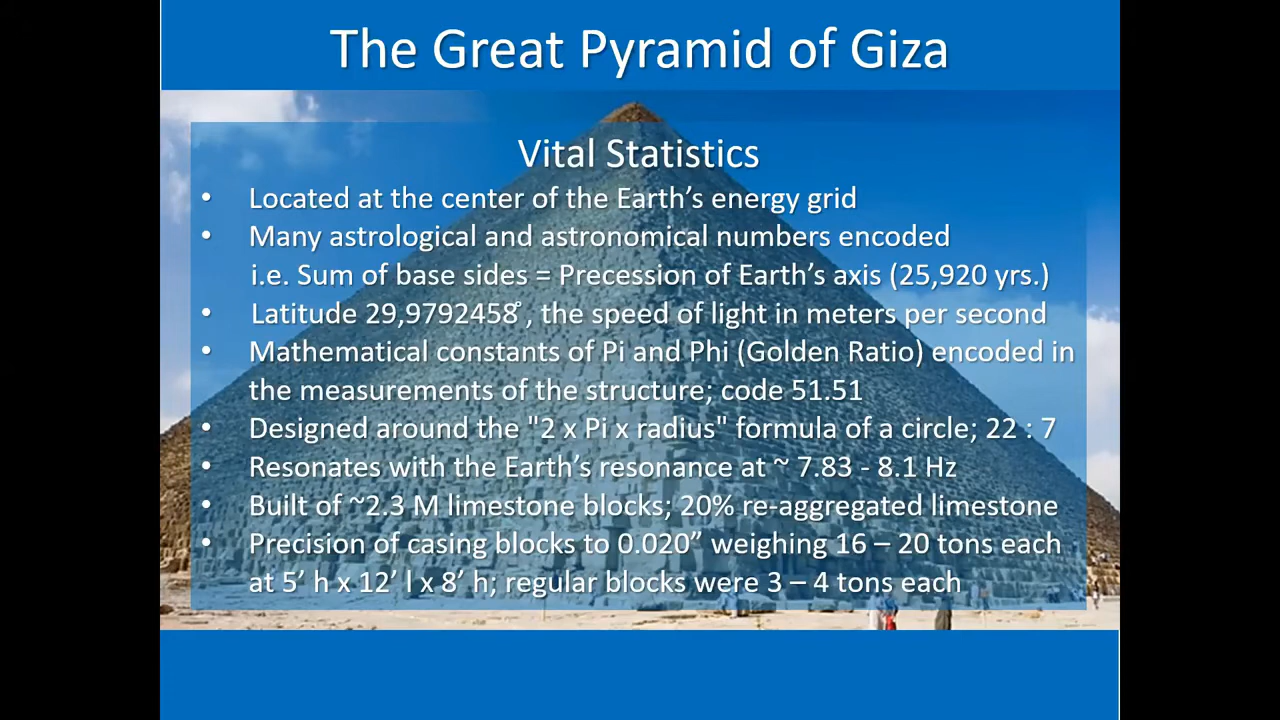 The Great Pyramid of Giza
Vital Statistics
• Located at the center of the Earth’s energy grid
• Many astrological and astronomical numbers encoded
i.e. Sum of base sides = Precession of Earth’s axis (25,920 yrs.)
• Latitude 29,9792458°, the speed of light in meters per second
• Mathematical constants of Pi and Phi (Golden Ratio) encoded in
the measurements of the structure; code 51.51
• Designed around the "2 x Pi x radius" formula of a circle; 22 : 7
• Resonates with the Earth’s resonance at ~ 7.83 - 8.1 Hz
• Built of ~2.3 M limestone blocks; 20% re-aggregated limestone
• Precision of casing blocks to 0.020” weighing 16 – 20 tons each
at 5’ h x 12’ l x 8’ h; regular blocks were 3 – 4 tons each